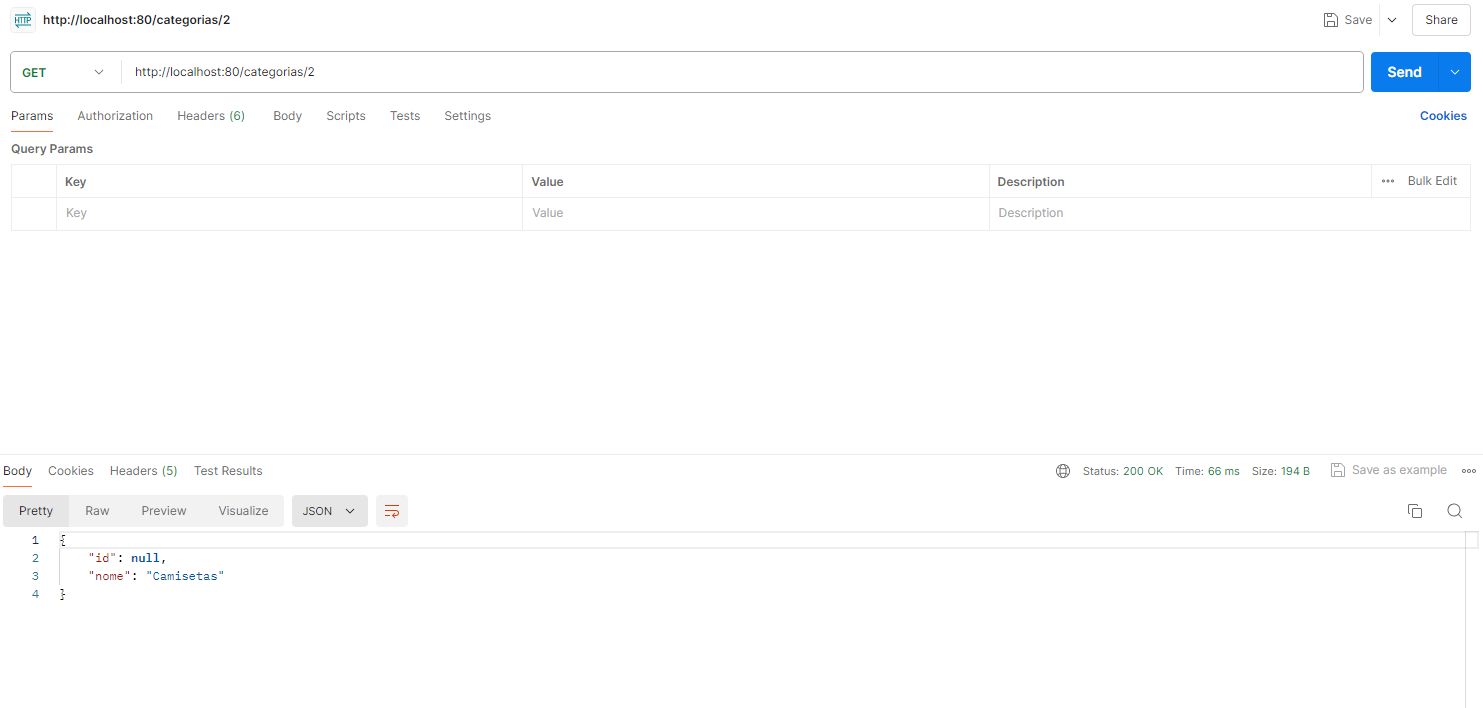 HTTP http://localhost:80/categorias/2 Save Share
GET http://localhost:80/categorias/2 Send
Params Authorization Headers (6) Body Scripts Tests Settings Cookies
Query Params
Key Value Description ••• Bulk Edit
Key Value Description
Body Cookies Headers (5) Test Results Status: 200 OK Time: 66 ms Size: 194 B Save as example
Pretty Raw Preview Visualize JSON
1 {
2 "id": null,
3 "nome": "Camisetas"
4 }